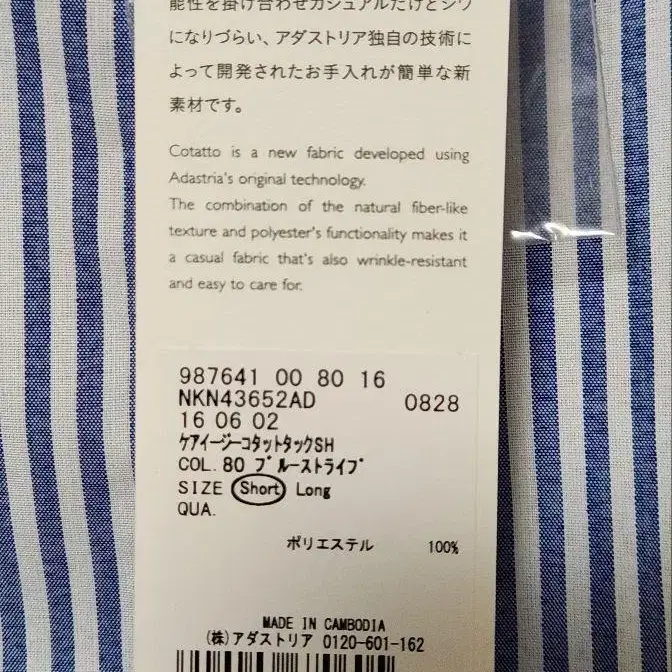 能性を掛け合わせカジュアルだけどシワ
になりづらい、アダストリア独自の技術に
よって開発されたお手入れが簡単な新
素材です。
Cotatto is a new fabric developed using
Adastria's original technology.
The combination of the natural fiber-like
texture and polyester's functionality makes it
a casual fabric that's also wrinkle-resistant
and easy to care for.
987641 00 80 16
NKN43652AD 0828
16 06 02
ケアイージーコタットタックSH
COL. 80 ブルーストライプ
SIZE Short Long
QUA.
ポリエステル 100%
MADE IN CAMBODIA
(株)アダストリア 0120-601-162